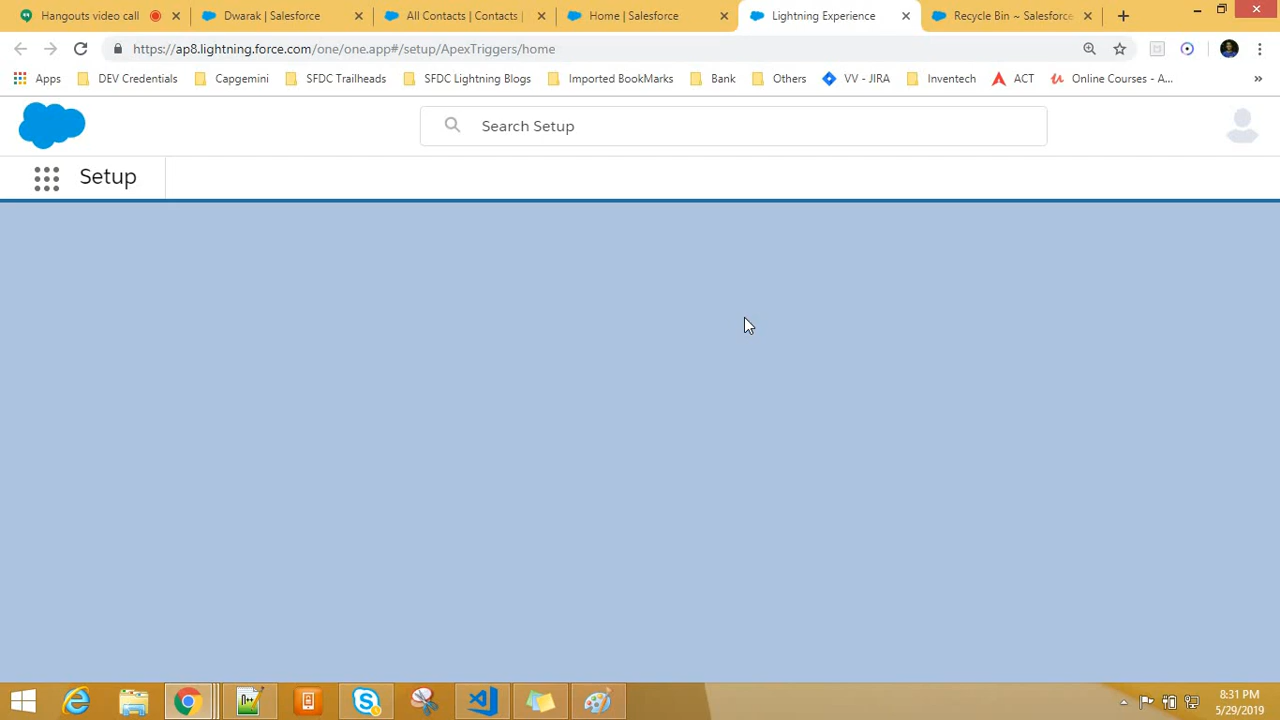 Hangouts video call
Dwarak | Salesforce
All Contacts | Contacts |
Home | Salesforce
Lightning Experience
Recycle Bin ~ Salesforce
https://ap8.lightning.force.com/one/one.app#/setup/ApexTriggers/home
Apps
DEV Credentials
Capgemini
SFDC Trailheads
SFDC Lightning Blogs
Imported BookMarks
Bank
Others
VV - JIRA
Inventech
ACT
Online Courses - A...
Search Setup
Setup
8:31 PM
5/29/2019